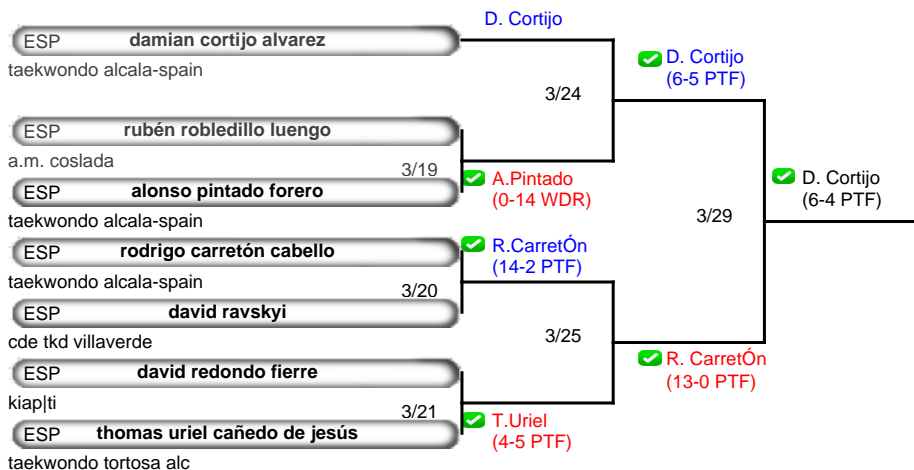 D. Cortijo
ESP damian cortijo alvarez
taekwondo alcala-spain
D. Cortijo
(6-5 PTF)
3/24
ESP rubén robledillo luengo
a.m. coslada
3/19
A.Pintado
(0-14 WDR)
ESP alonso pintado forero
taekwondo alcala-spain
D. Cortijo
(6-4 PTF)
3/29
ESP rodrigo carretón cabello
taekwondo alcala-spain
R.CarretÓn
(14-2 PTF)
3/20
ESP david ravskyi
cde tkd villaverde
3/25
R. CarretÓn
(13-0 PTF)
ESP david redondo fierre
kiap|ti
3/21
T.Uriel
(4-5 PTF)
ESP thomas uriel cañedo de jesús
taekwondo tortosa alc